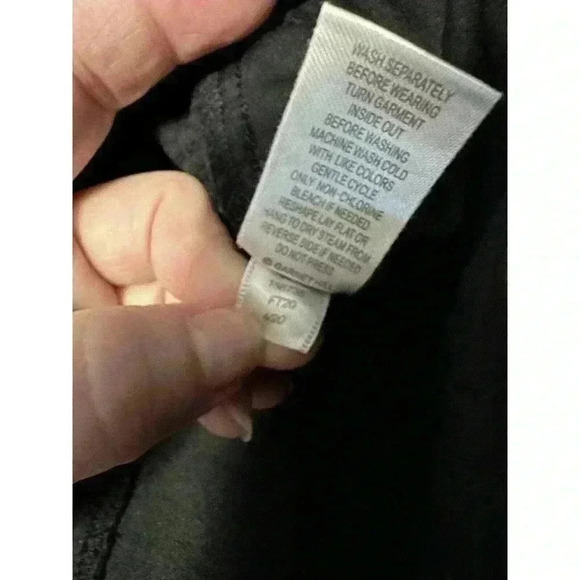 WASH SEPARATELY
BEFORE WEARING
TURN GARMENT
INSIDE OUT
BEFORE WASHING
MACHINE WASH COLD
WITH LIKE COLORS
GENTLE CYCLE
ONLY NON-CHLORINE
BLEACH IF NEEDED
RESHAPE LAY FLAT OR
HANG TO DRY STEAM FROM
REVERSE SIDE IF NEEDED
DO NOT PRESS
© GARNET HILL
FT20